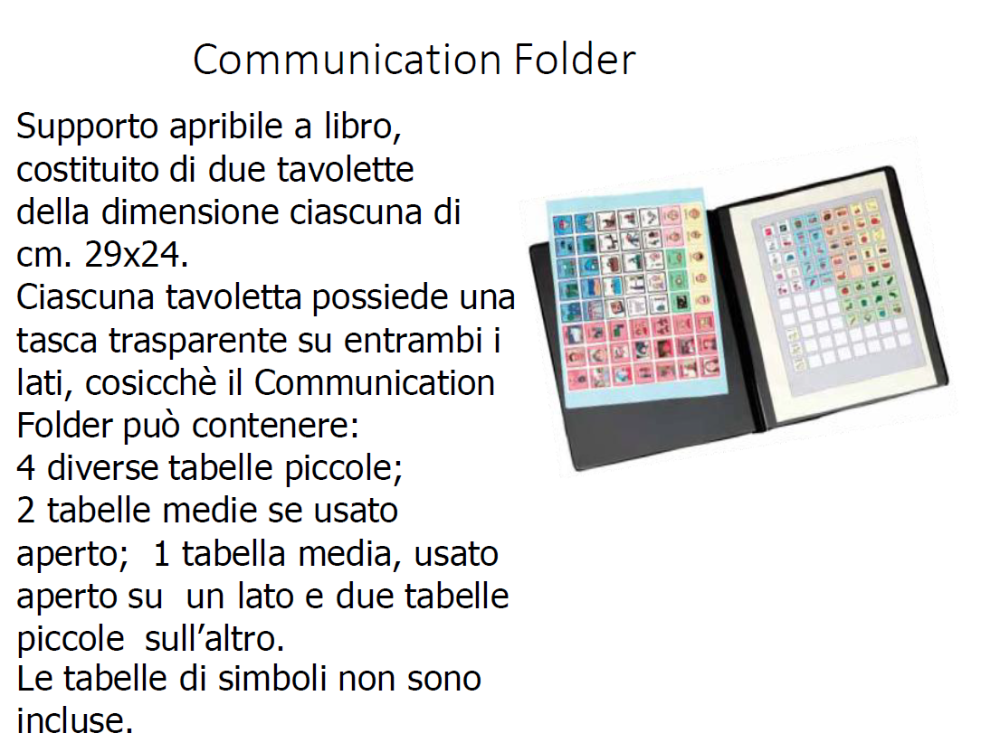 Communication Folder
Supporto apribile a libro,
costituito di due tavolette
della dimensione ciascuna di
cm. 29x24.
Ciascuna tavoletta possiede una
tasca trasparente su entrambi i
lati, cosicchè il Communication
Folder può contenere:
4 diverse tabelle piccole;
2 tabelle medie se usato
aperto;  1 tabella media, usato
aperto su  un lato e due tabelle
piccole  sull’altro.
Le tabelle di simboli non sono
incluse.